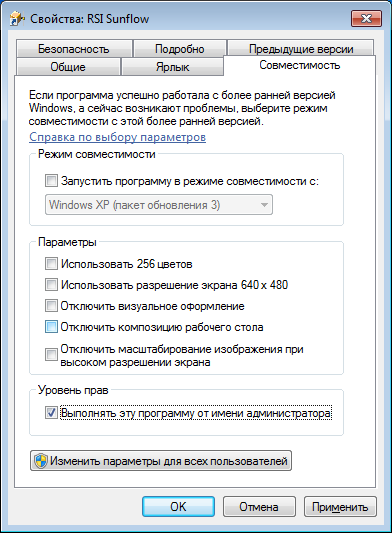 Свойства: RSI Sunflow
Безопасность Подробно Предыдущие версии
Общие Ярлык Совместимость
Если программа успешно работала с более ранней версией
Windows, а сейчас возникают проблемы, выберите режим
совместимости с этой более ранней версией.
Справка по выбору параметров
Режим совместимости
Запустить программу в режиме совместимости с:
Windows XP (пакет обновления 3)
Параметры
Использовать 256 цветов
Использовать разрешение экрана 640 x 480
Отключить визуальное оформление
Отключить композицию рабочего стола
Отключить масштабирование изображения при
высоком разрешении экрана
Уровень прав
Выполнять эту программу от имени администратора
Изменить параметры для всех пользователей
OK Отмена Применить